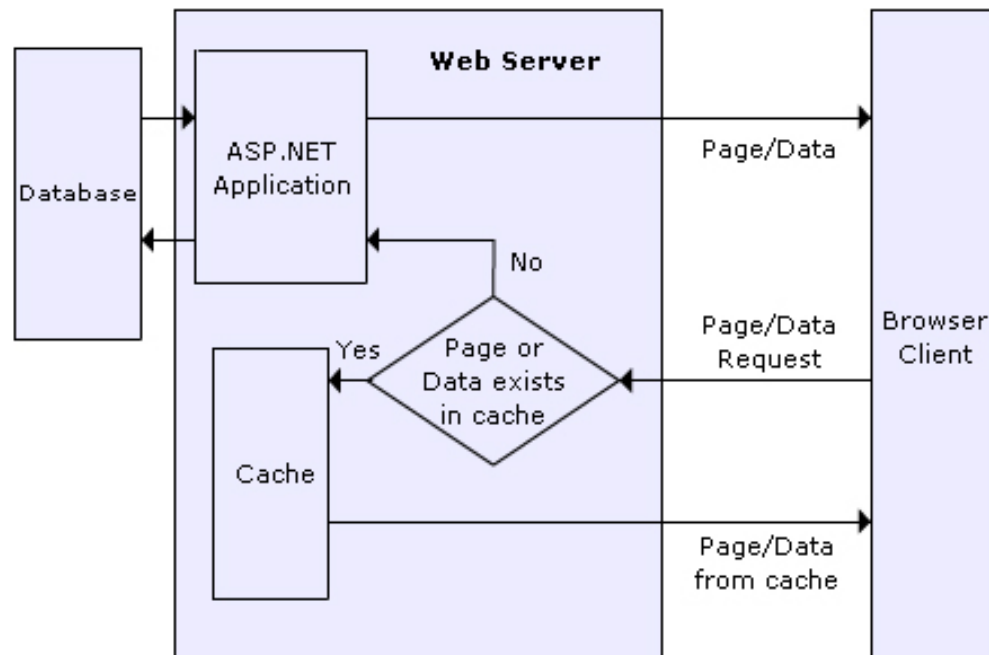 Web Server
Database
ASP.NET
Application
Page/Data
No
Yes
Page or
Data exists
in cache
Page/Data
Request
Browser
Client
Cache
Page/Data
from cache